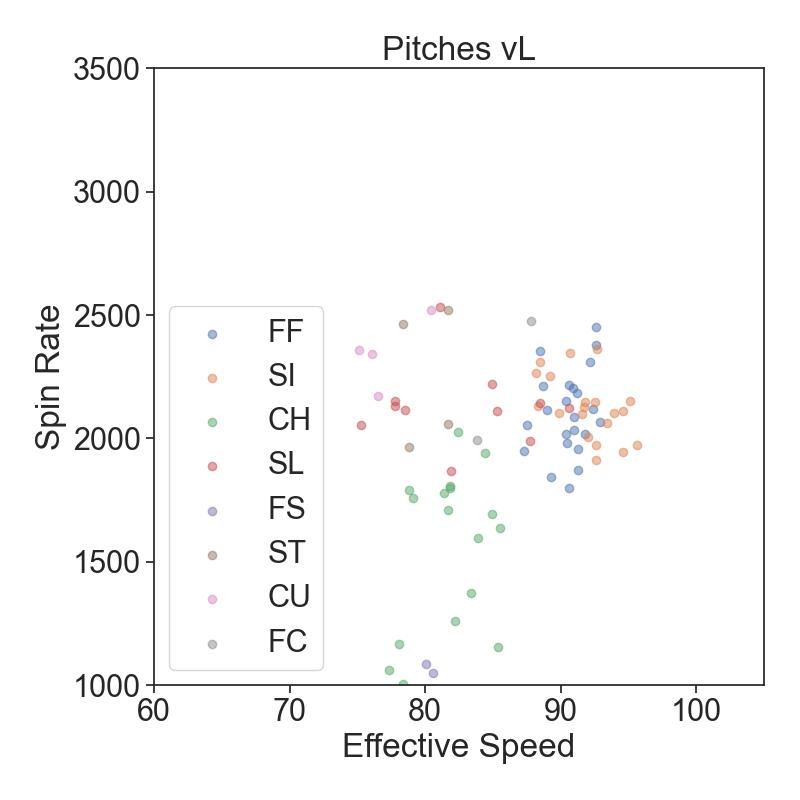 Pitches vL
3500
3000
2500
2000
1500
1000
Spin Rate
FF
SI
CH
SL
FS
ST
CU
FC
60 70 80 90 100
Effective Speed